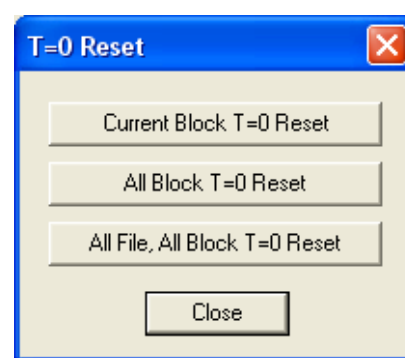 T=0 Reset
Current Block T=0 Reset
All Block T=0 Reset
All File, All Block T=0 Reset
Close